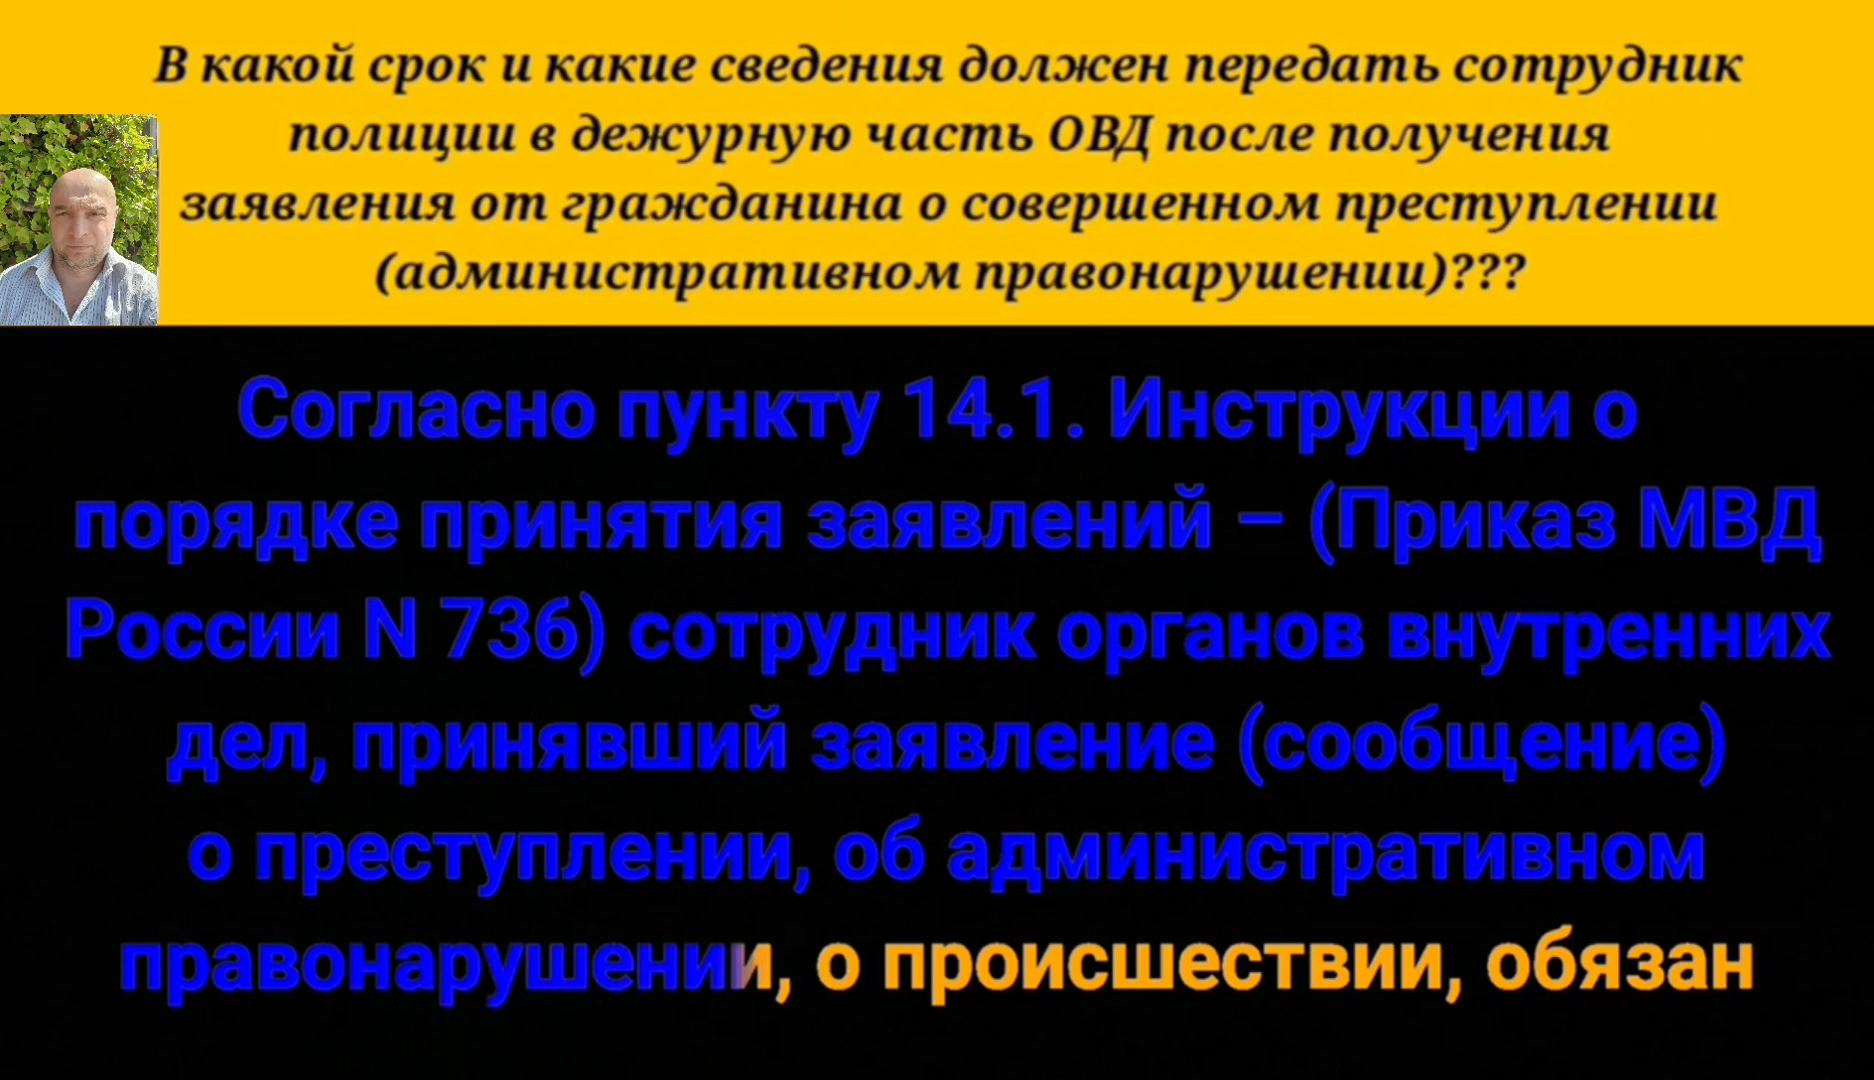 В какой срок и какие сведения должен передать сотрудник
полиции в дежурную часть ОВД после получения
заявления от гражданина о совершенном преступлении
(административном правонарушении)???
Согласно пункту 14.1. Инструкции о
порядке принятия заявлений – (Приказ МВД
России N 736) сотрудник органов внутренних
дел, принявший заявление (сообщение)
о преступлении, об административном
правонарушении, о происшествии, обязан